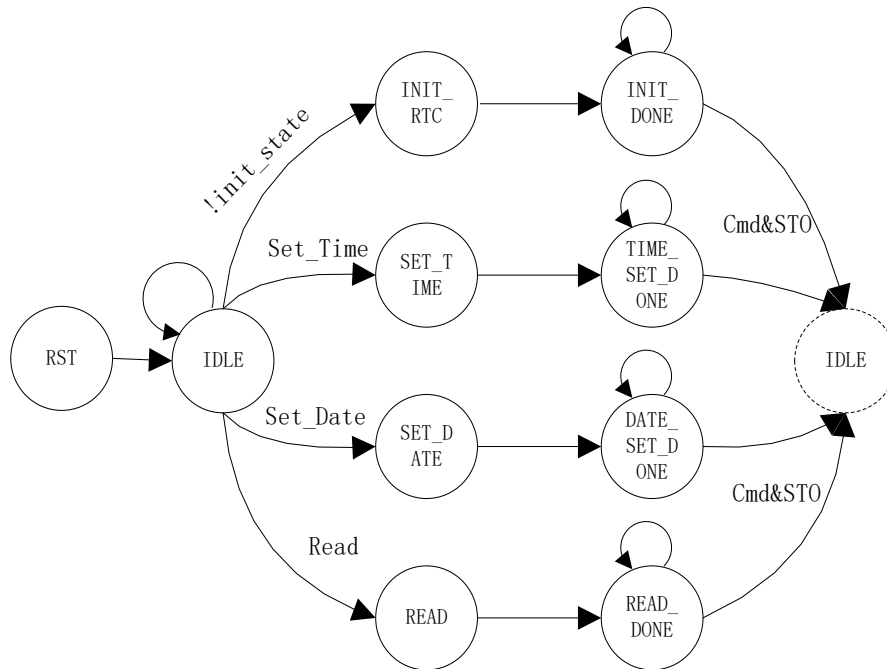 INIT_
RTC
INIT_
DONE
!init_state
Cmd&STO
Set_Time
SET_T
IME
TIME_
SET_D
ONE
RST
IDLE
IDLE
Set_Date
SET_D
ATE
DATE_
SET_D
ONE
Cmd&STO
Read
READ
READ_
DONE